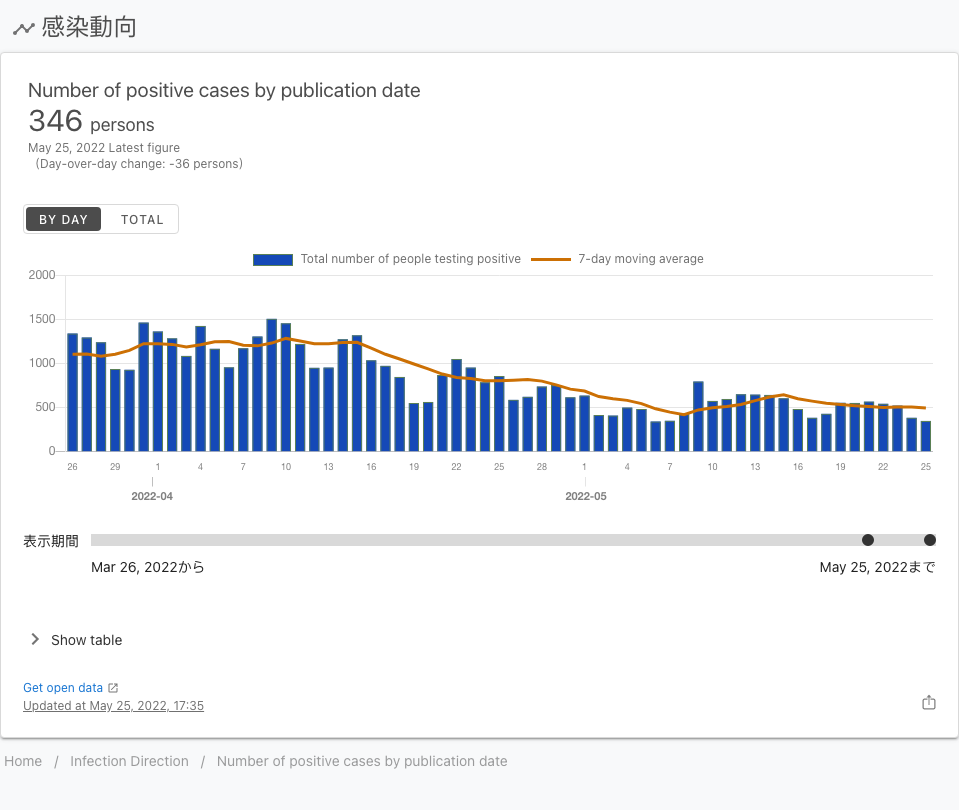 感染動向
Number of positive cases by publication date
346 persons
May 25, 2022 Latest figure
(Day-over-day change: -36 persons)
BY DAY TOTAL
Total number of people testing positive 7-day moving average
2000
1500
1000
500
0
26 29 1 4 7 10 13 16 19 22 25 28 1 4 7 10 13 16 19 22 25
2022-04 2022-05
表示期間
Mar 26, 2022から May 25, 2022まで
Show table
Get open data
Updated at May 25, 2022, 17:35
Home / Infection Direction / Number of positive cases by publication date